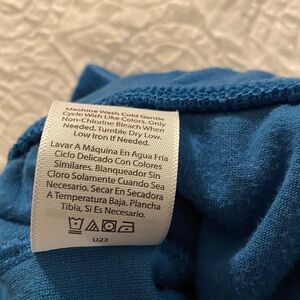 Machine Wash Cold Gentle
Cycle With Like Colors. Only
Non-Chlorine Bleach When
Needed. Tumble Dry Low.
Low Iron If Needed.
Lavar A Máquina En Agua Fría
Ciclo Delicado Con Colores
Similares. Blanqueador Sin
Cloro Solamente Cuando Sea
Necesario. Secar En Secadora
A Temperatura Baja. Plancha
Tibia, Si Es Necesario.
U23